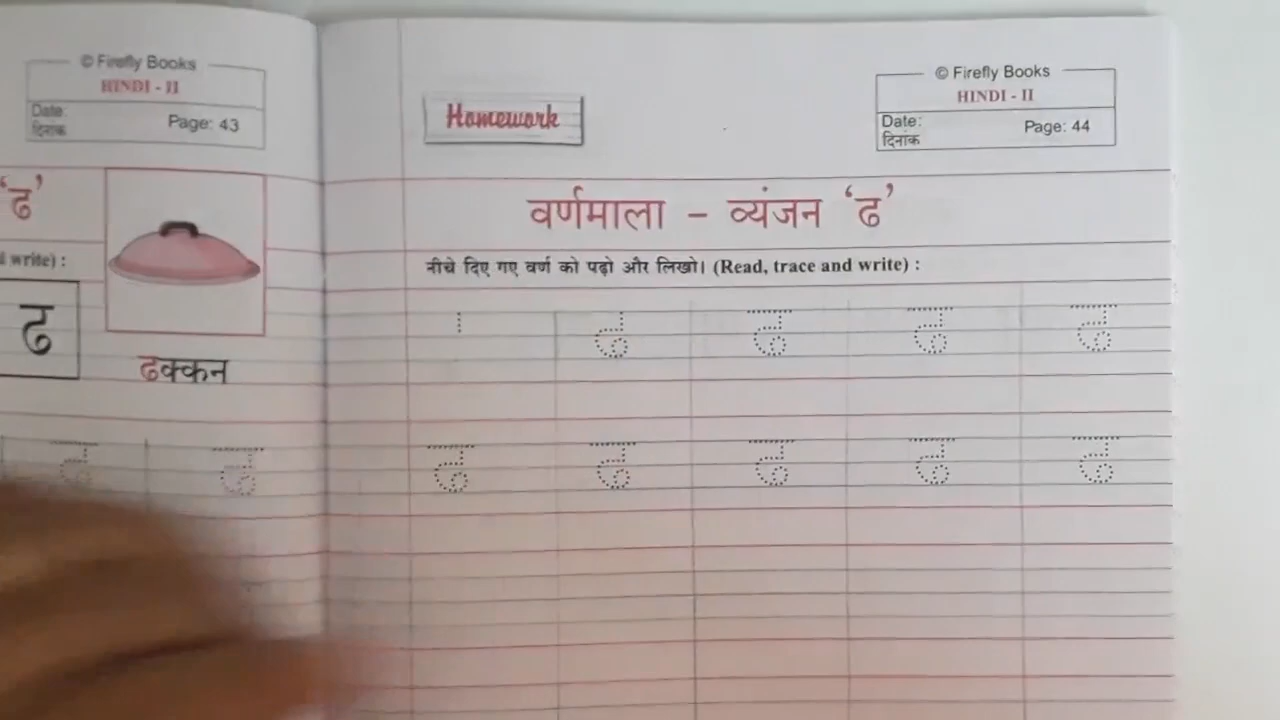 © Firefly Books
HINDI - II
Date:
दिनांक
Page: 43
‘ढ’
write) :
ढ
ढक्कन
ढ ढ
Homework
© Firefly Books
HINDI - II
Date:
दिनांक
Page: 44
वर्णमाला – व्यंजन ‘ढ’
नीचे दिए गए वर्ण को पढ़ो और लिखो। (Read, trace and write) :
ढ ढ ढ ढ
ढ ढ ढ ढ ढ